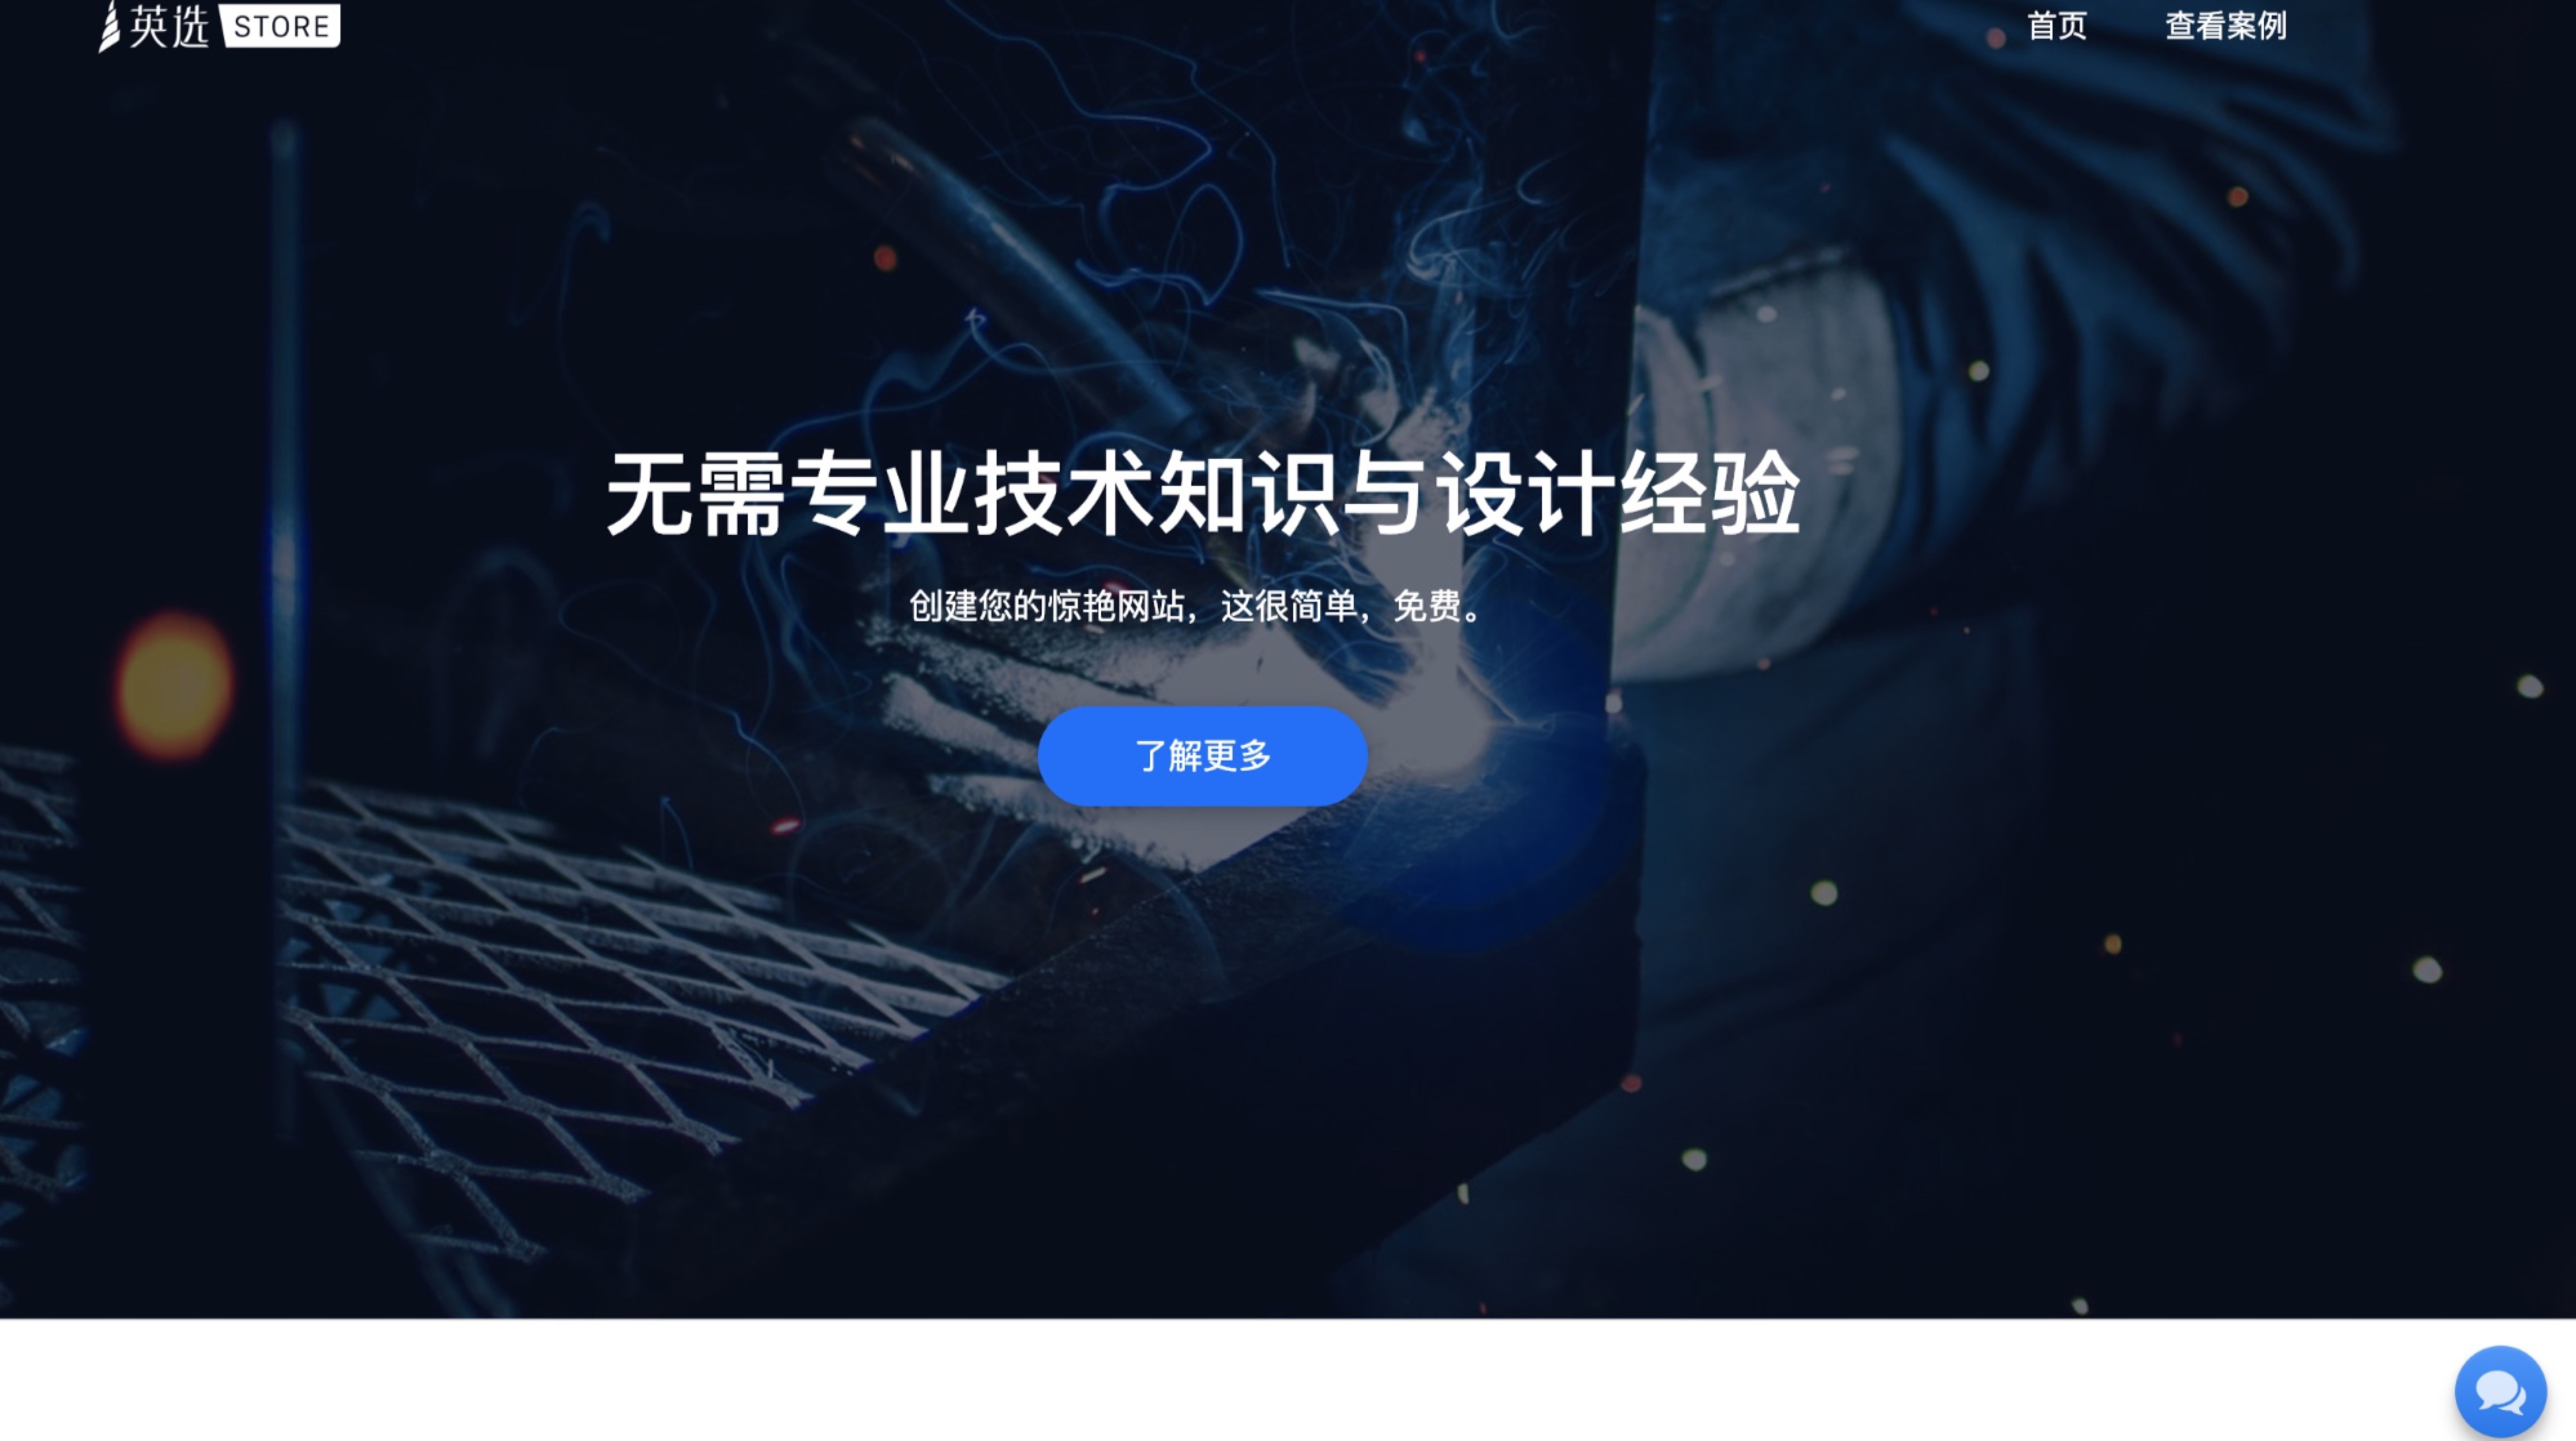 英选 STORE
首页 查看案例
无需专业技术知识与设计经验
创建您的惊艳网站，这很简单，免费。
了解更多